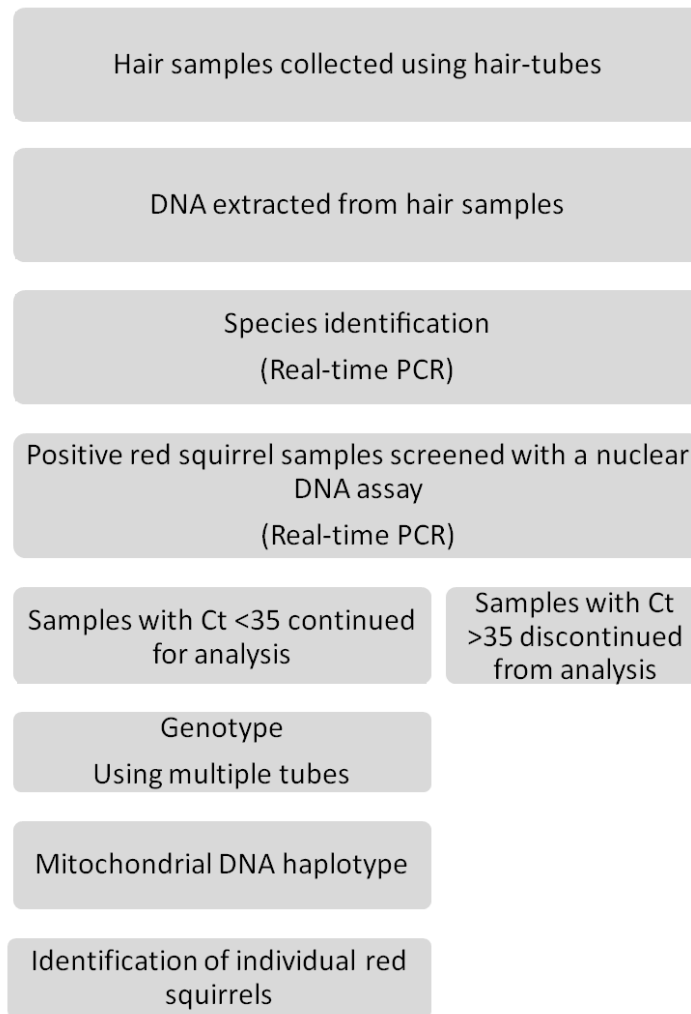 Hair samples collected using hair-tubes
DNA extracted from hair samples
Species identification
(Real-time PCR)
Positive red squirrel samples screened with a nuclear
DNA assay
(Real-time PCR)
Samples with Ct <35 continued
for analysis
Samples with Ct
>35 discontinued
from analysis
Genotype
Using multiple tubes
Mitochondrial DNA haplotype
Identification of individual red
squirrels